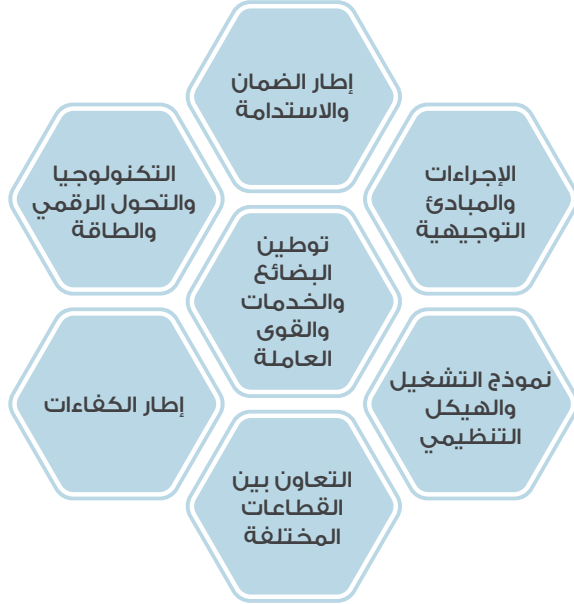 إطار الضمان
والاستدامة
الإجراءات
والمبادئ
التوجيهية
التكنولوجيا
والتحول الرقمي
والطاقة
توطين
البضائع
والخدمات
والقوى
العاملة
نموذج التشغيل
والهيكل
التنظيمي
إطار الكفاءات
التعاون بين
القطاعات
المختلفة